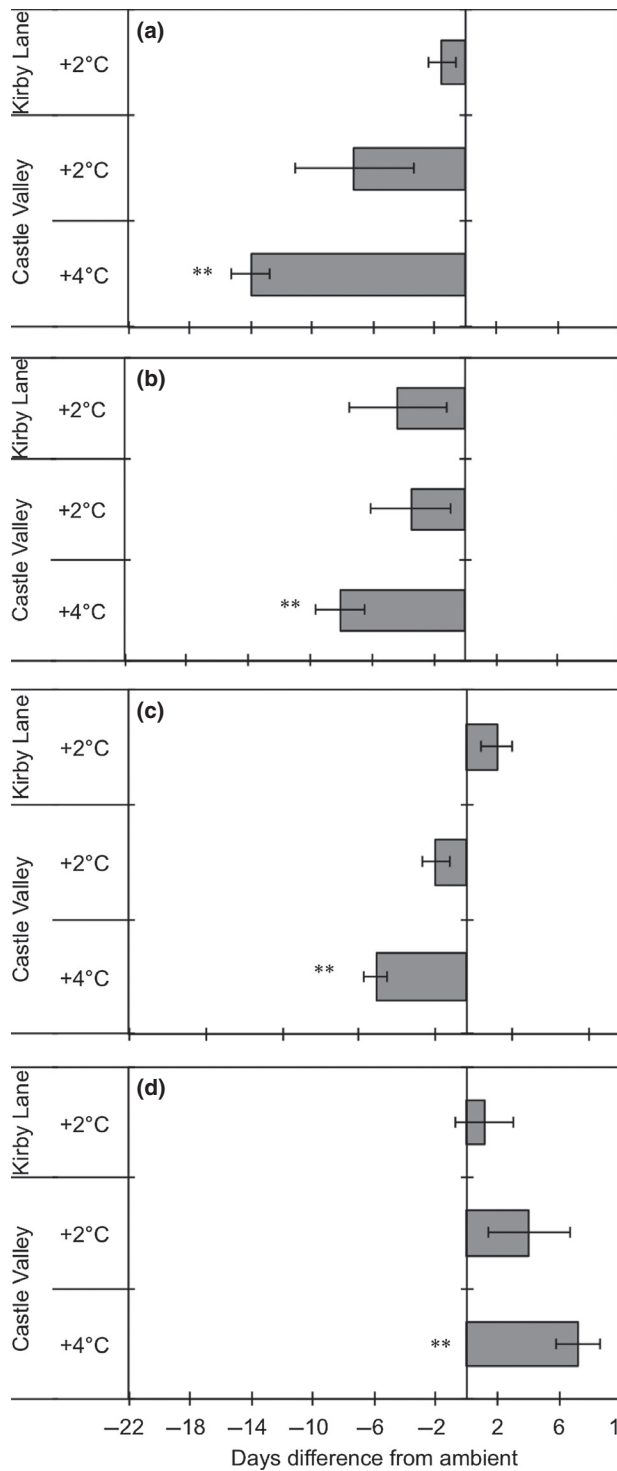 (a)
Kirby Lane
+2°C
Castle Valley
+2°C
** +4°C
(b)
Kirby Lane
+2°C
Castle Valley
+2°C
** +4°C
(c)
Kirby Lane
+2°C
Castle Valley
+2°C
** +4°C
(d)
Kirby Lane
+2°C
Castle Valley
+2°C
** +4°C
–22 –18 –14 –10 –6 –2 2 6
Days difference from ambient